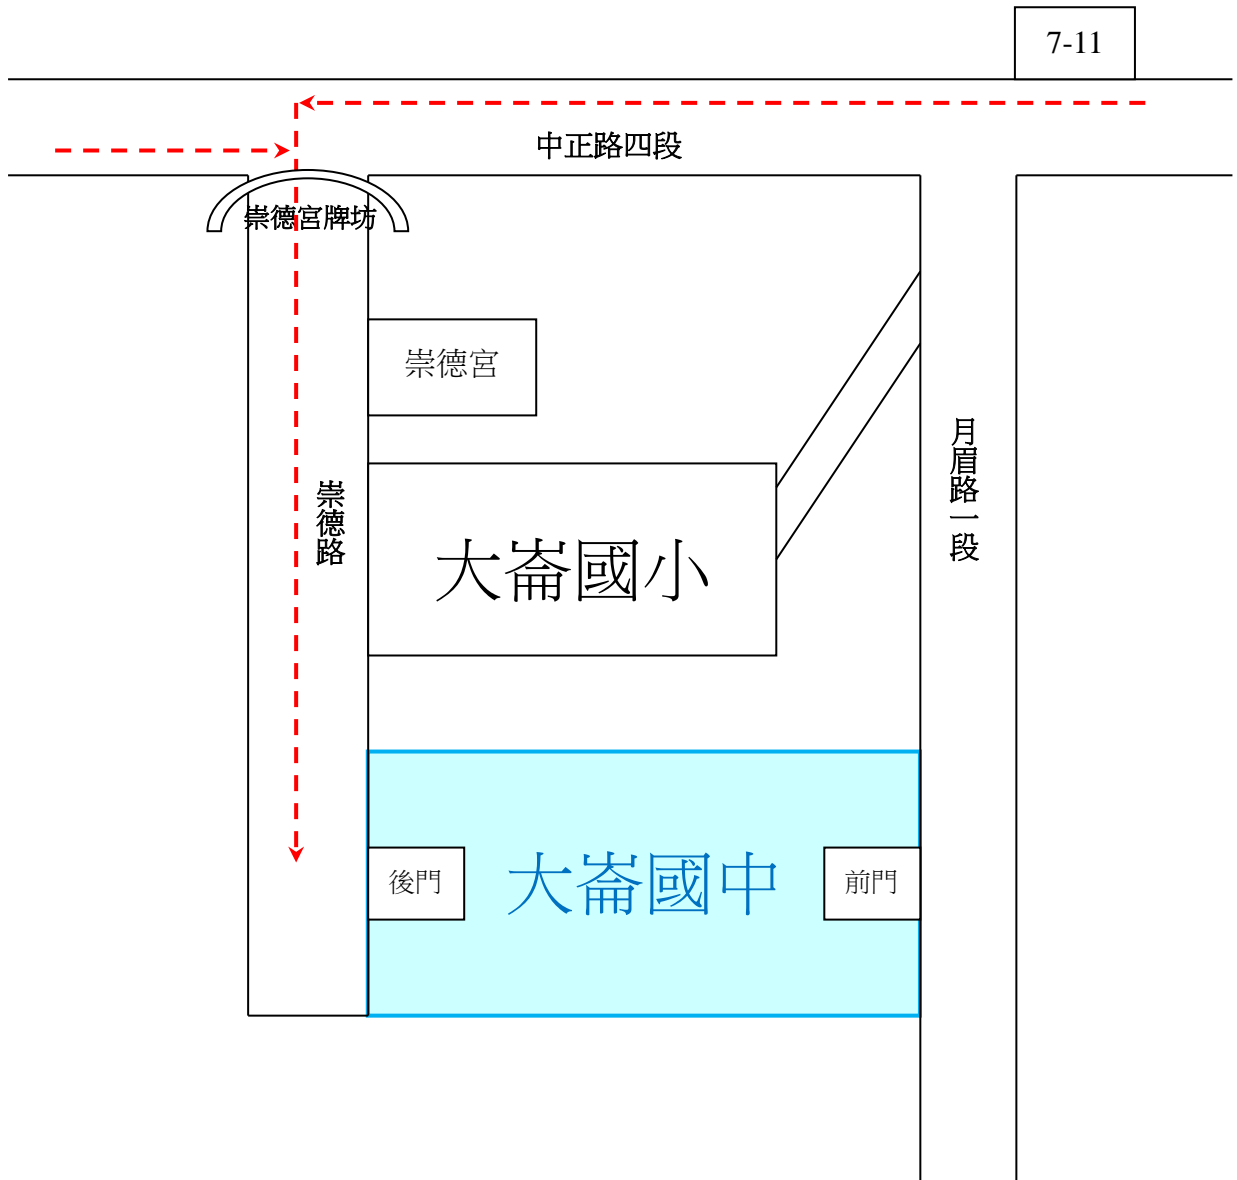 7-11
中正路四段
崇德宮牌坊
崇德宮
月眉路一段
崇德路
大崙國小
後門
大崙國中
前門